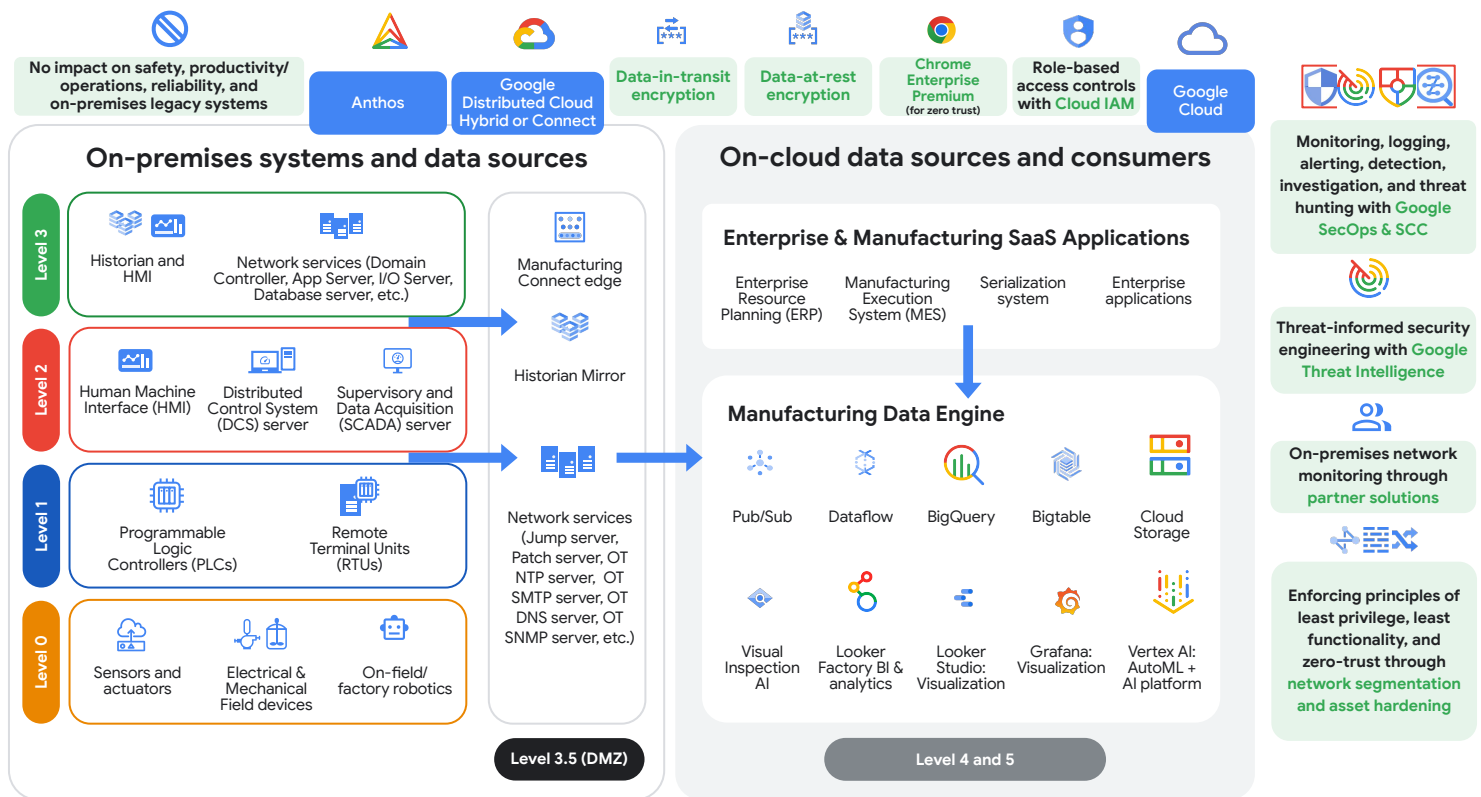 No impact on safety, productivity/
operations, reliability, and
on-premises legacy systems
Anthos
Google
Distributed Cloud
Hybrid or Connect
Data-in-transit
encryption
Data-at-rest
encryption
Chrome
Enterprise
Premium
(for zero trust)
Role-based
access controls
with Cloud IAM
Google
Cloud
On-premises systems and data sources
Level 3
Historian and
HMI
Network services (Domain
Controller, App Server, I/O Server,
Database server, etc.)
Level 2
Human Machine
Interface (HMI)
Distributed
Control System
(DCS) server
Supervisory and
Data Acquisition
(SCADA) server
Level 1
Programmable
Logic
Controllers (PLCs)
Remote
Terminal Units
(RTUs)
Level 0
Sensors and
actuators
Electrical &
Mechanical
Field devices
On-field/
factory robotics
Manufacturing
Connect edge
Historian Mirror
Network services
(Jump server,
Patch server, OT
NTP server, OT
SMTP server, OT
DNS server, OT
SNMP server, etc.)
Level 3.5 (DMZ)
On-cloud data sources and consumers
Enterprise & Manufacturing SaaS Applications
Enterprise
Resource
Planning (ERP)
Manufacturing
Execution
System (MES)
Serialization
system
Enterprise
applications
Manufacturing Data Engine
Pub/Sub
Dataflow
BigQuery
Bigtable
Cloud
Storage
Visual
Inspection
AI
Looker
Factory BI &
analytics
Looker
Studio:
Visualization
Grafana:
Visualization
Vertex AI:
AutoML +
AI platform
Level 4 and 5
Monitoring, logging,
alerting, detection,
investigation, and threat
hunting with Google
SecOps & SCC
Threat-informed security
engineering with Google
Threat Intelligence
On-premises network
monitoring through
partner solutions
Enforcing principles of
least privilege, least
functionality, and
zero-trust through
network segmentation
and asset hardening